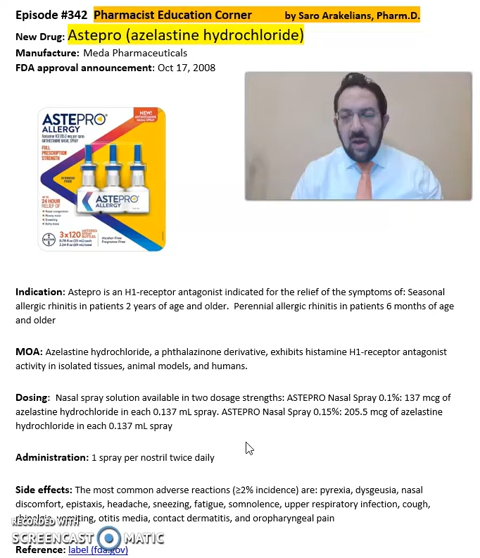 Episode #342 Pharmacist Education Corner by Saro Arakelians, Pharm.D.
New Drug: Astepro (azelastine hydrochloride)
Manufacture: Meda Pharmaceuticals
FDA approval announcement: Oct 17, 2008
ASTEPRO
ALLERGY
NEW!
FULL
PRESCRIPTION
STRENGTH
24 HOUR
RELIEF OF
ASTEPRO
ALLERGY
3x120
Indication: Astepro is an H1-receptor antagonist indicated for the relief of the symptoms of: Seasonal
allergic rhinitis in patients 2 years of age and older. Perennial allergic rhinitis in patients 6 months of age
and older
MOA: Azelastine hydrochloride, a phthalazinone derivative, exhibits histamine H1-receptor antagonist
activity in isolated tissues, animal models, and humans.
Dosing: Nasal spray solution available in two dosage strengths: ASTEPRO Nasal Spray 0.1%: 137 mcg of
azelastine hydrochloride in each 0.137 mL spray. ASTEPRO Nasal Spray 0.15%: 205.5 mcg of azelastine
hydrochloride in each 0.137 mL spray
Administration: 1 spray per nostril twice daily
Side effects: The most common adverse reactions (≥2% incidence) are: pyrexia, dysgeusia, nasal
discomfort, epistaxis, headache, sneezing, fatigue, somnolence, upper respiratory infection, cough,
otitis media, contact dermatitis, and oropharyngeal pain
RECORDED WITH
SCREENCAST MATIC
Reference: label (fda.gov)